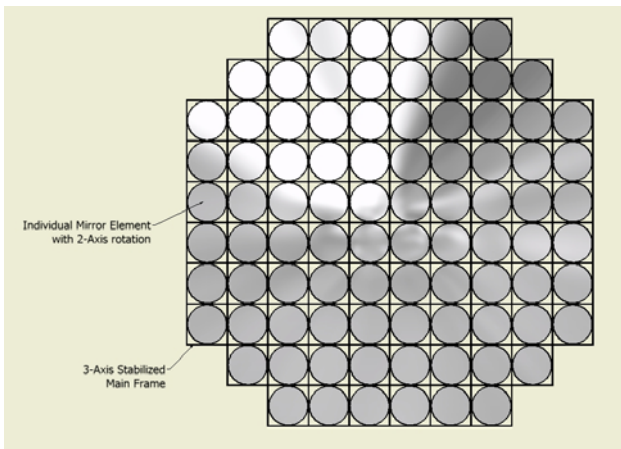 Individual Mirror Element
with 2-Axis rotation
3-Axis Stabilized
Main Frame